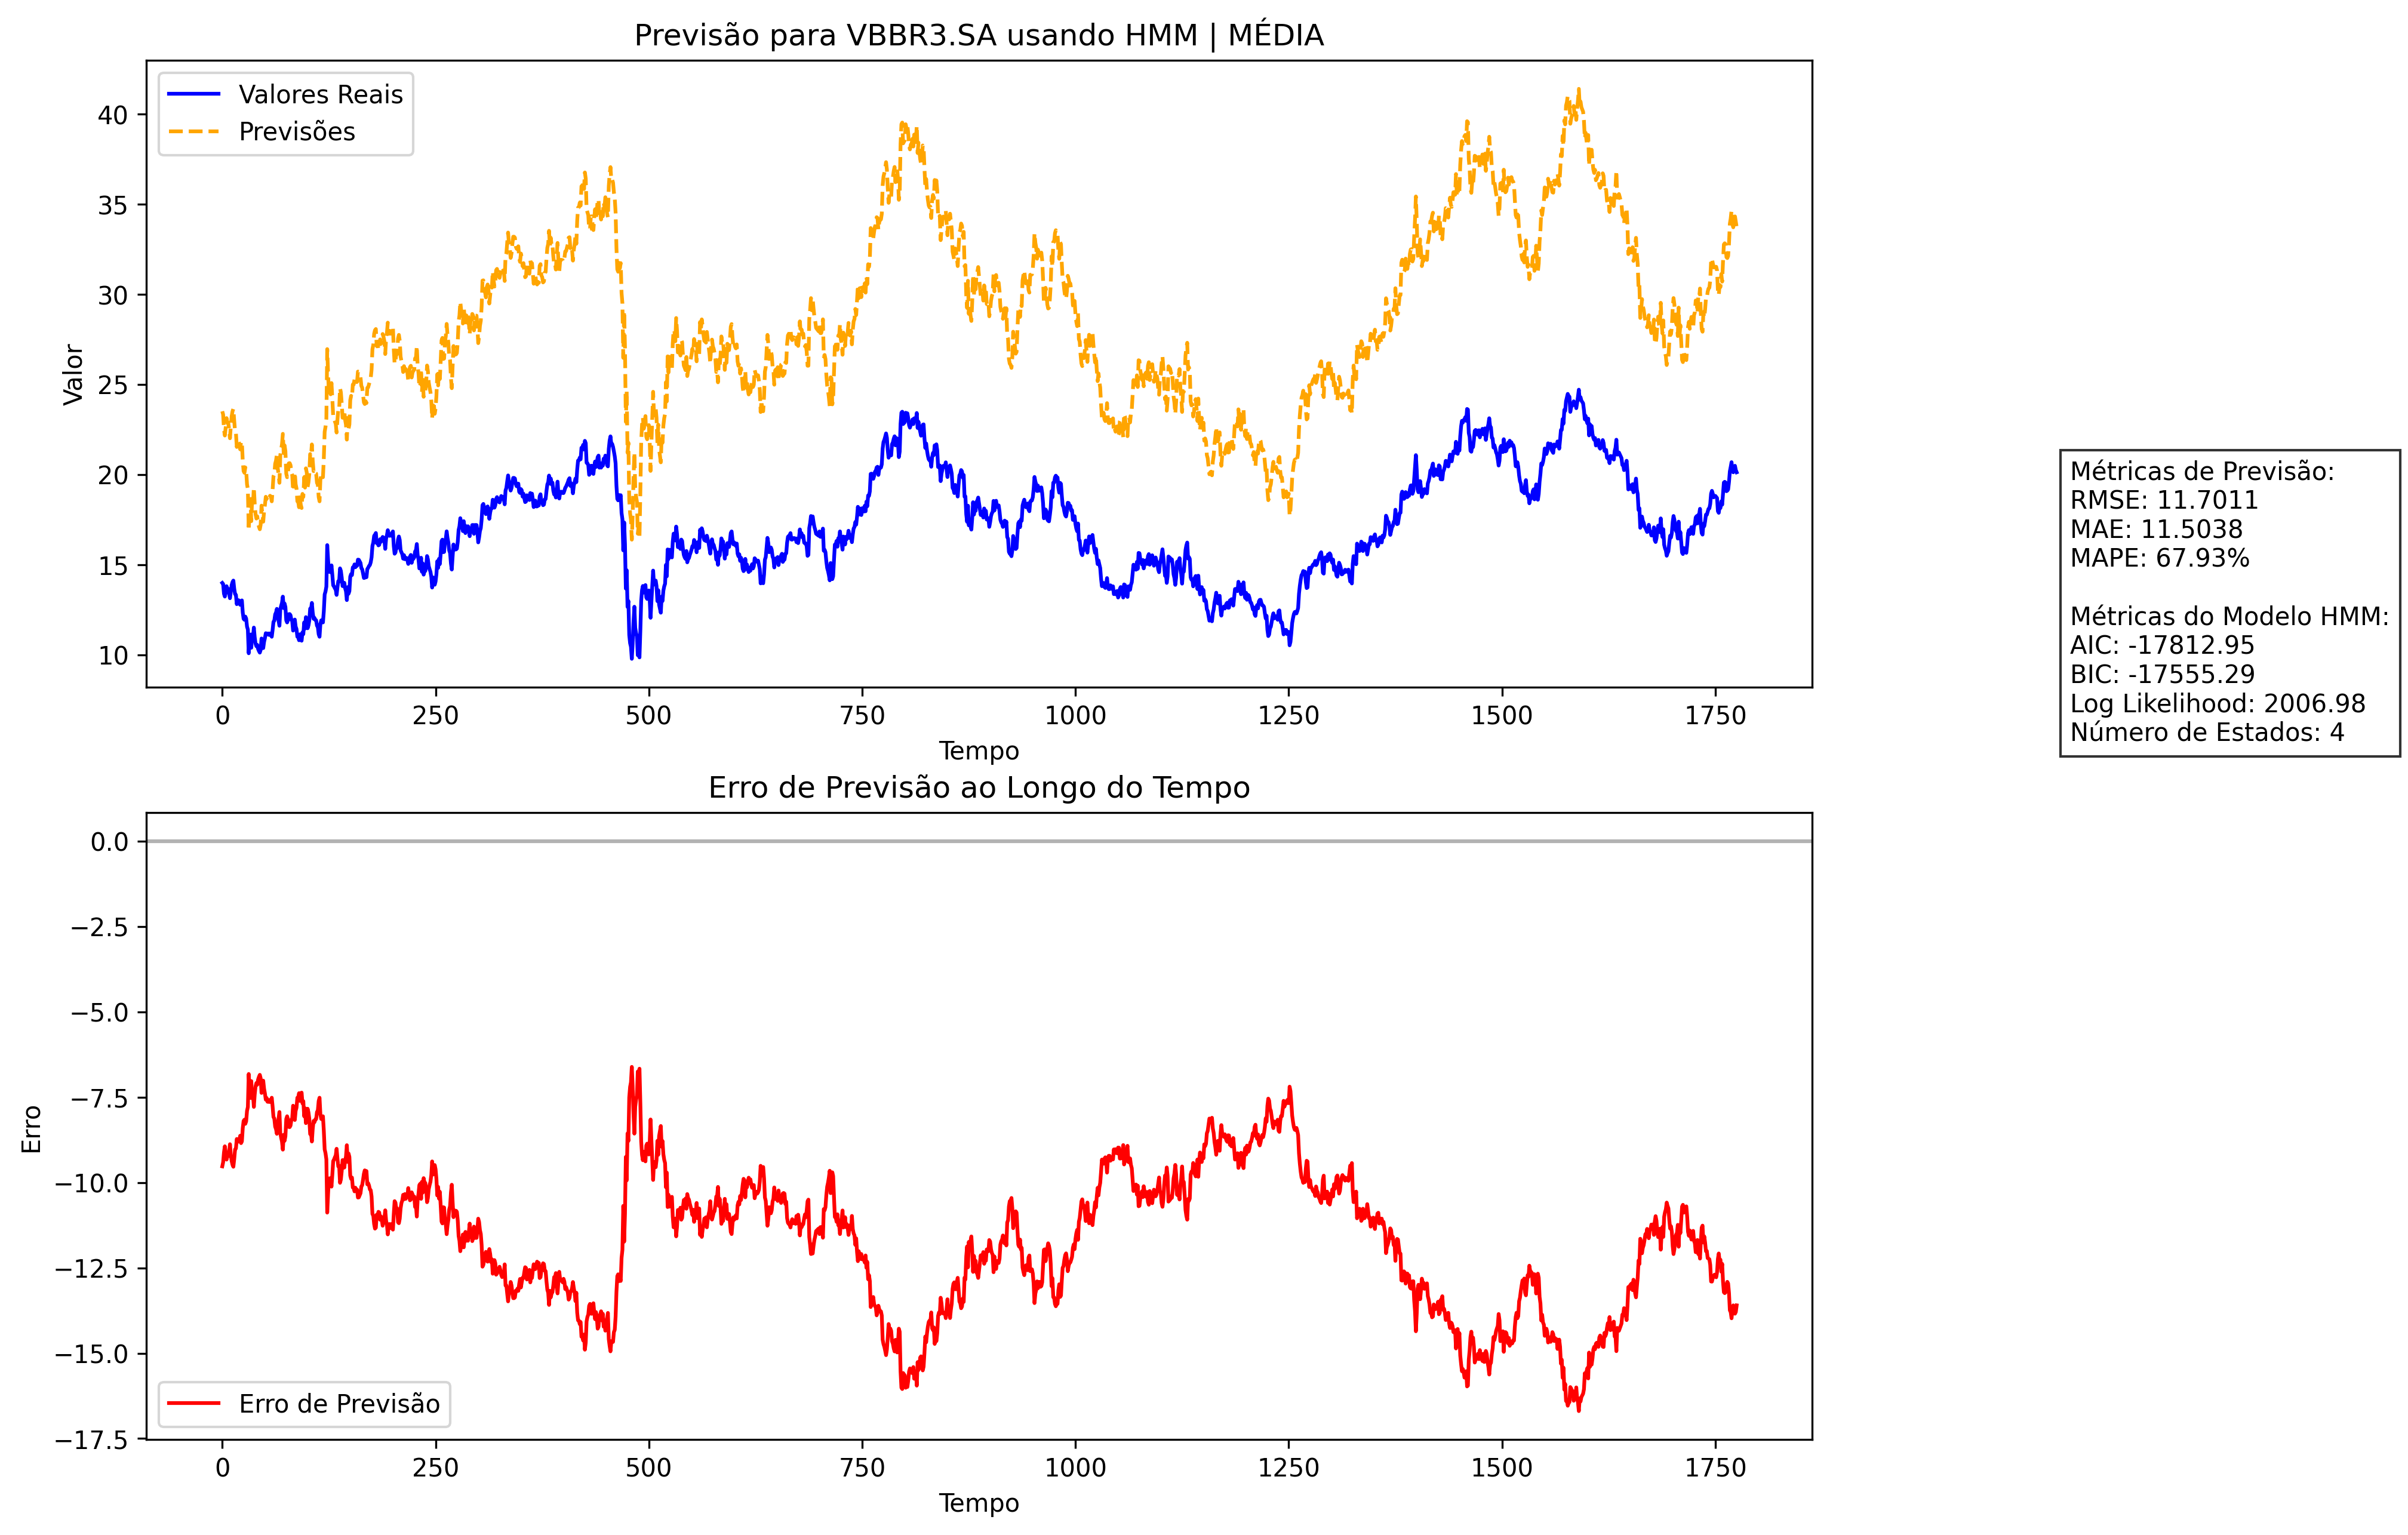 Previsão para VBBR3.SA usando HMM | MÉDIA
Valores Reais
Previsões
Valor
40
35
30
25
20
15
10
0
250
500
750
1000
1250
1500
1750
Tempo
Métricas de Previsão:
RMSE: 11.7011
MAE: 11.5038
MAPE: 67.93%
Métricas do Modelo HMM:
AIC: -17812.95
BIC: -17555.29
Log Likelihood: 2006.98
Número de Estados: 4
Erro de Previsão ao Longo do Tempo
Erro
0.0
−2.5
−5.0
−7.5
−10.0
−12.5
−15.0
−17.5
Erro de Previsão
0
250
500
750
1000
1250
1500
1750
Tempo